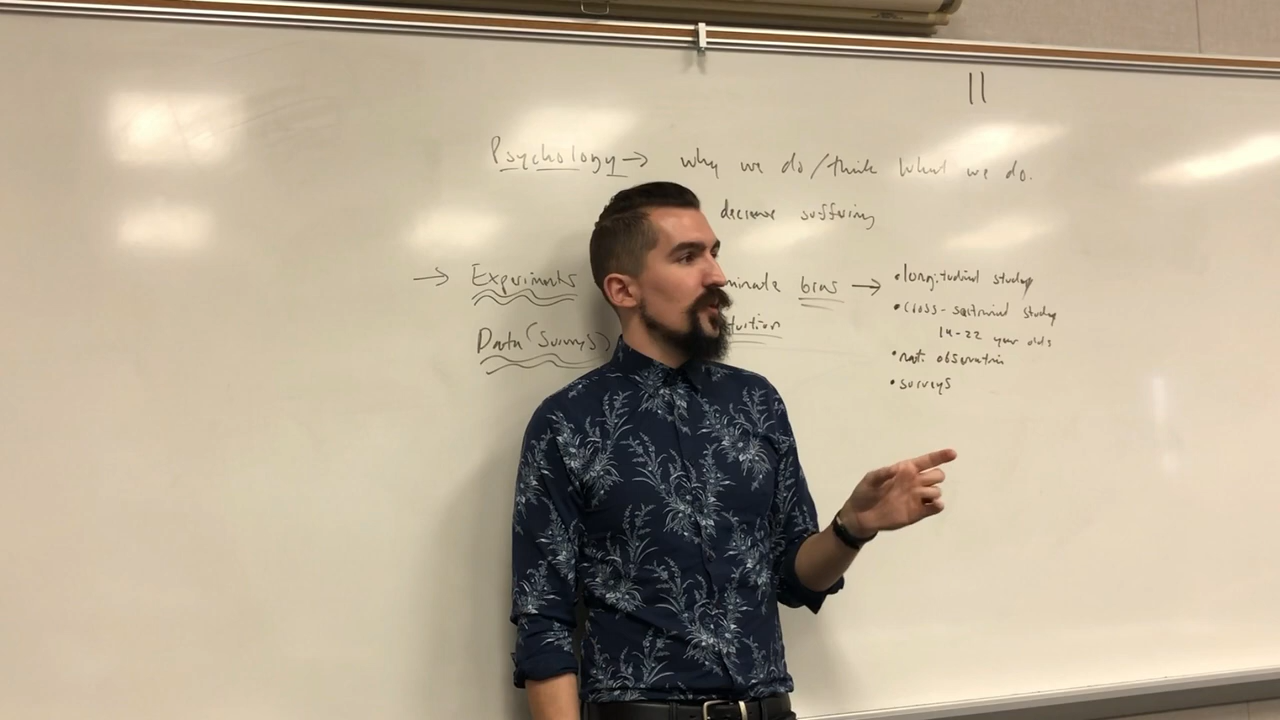 ||
Psychology → why we do/think what we do.
decrease suffering
→ Experiments minate bias → • longitudinal study
• cross-sectional study
14-22 year olds
Data (Surveys) tuition
• nat. observation
• surveys